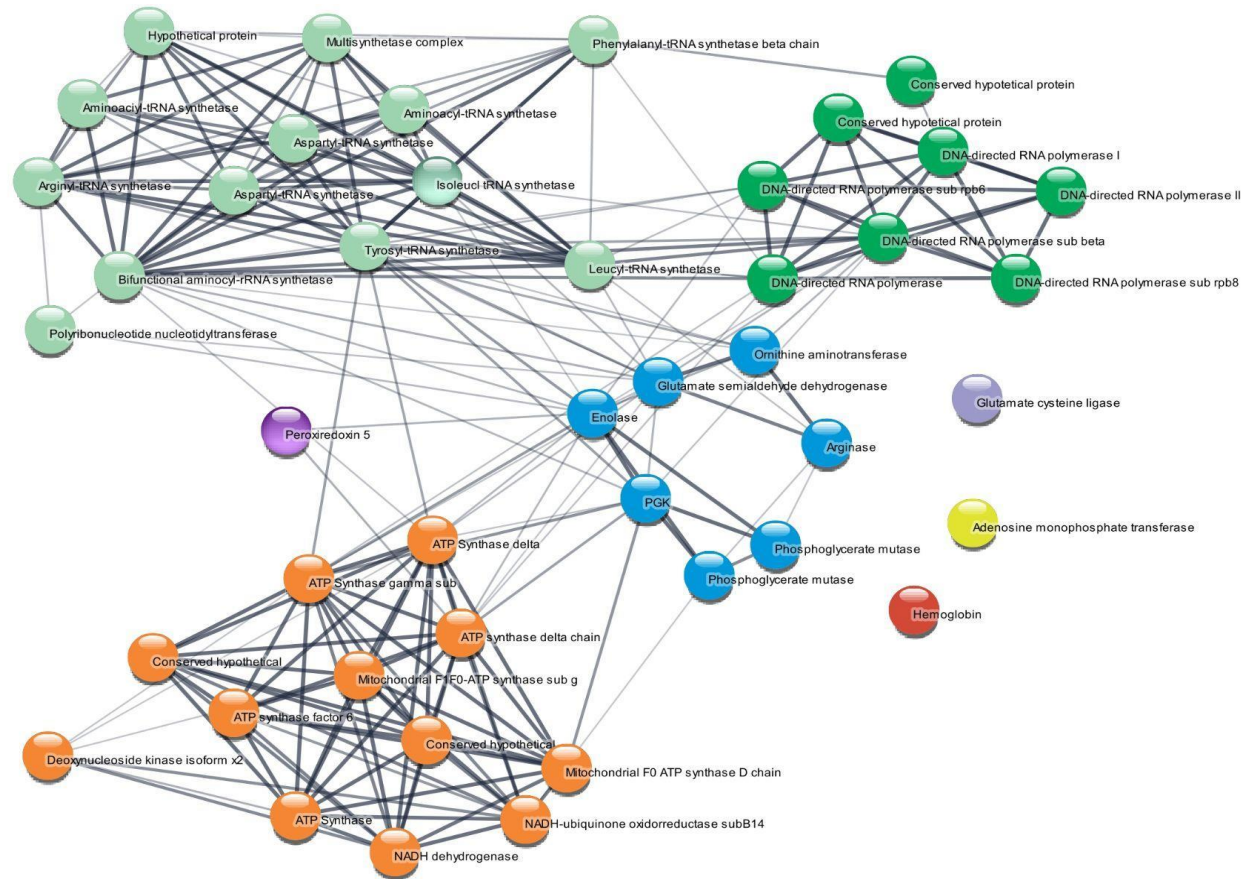 Hypothetical protein
Multisynthetase complex
Phenylalanyl-tRNA synthetase beta chain
Conserved hypotetical protein
Aminoaciyl-tRNA synthetase
Aminoacyl-tRNA synthetase
Conserved hypotetical protein
Aspartyl-tRNA synthetase
DNA-directed RNA polymerase I
Arginyl-tRNA synthetase
Aspartyl-tRNA synthetase
Isoleucl tRNA synthetase
DNA-directed RNA polymerase sub rpb6
DNA-directed RNA polymerase II
Tyrosyl-tRNA synthetase
DNA-directed RNA polymerase sub beta
Leucyl-tRNA synthetase
Bifunctional aminocyl-rRNA synthetase
DNA-directed RNA polymerase
DNA-directed RNA polymerase sub rpb8
Polyribonucleotide nucleotidyltransferase
Ornithine aminotransferase
Glutamate semialdehyde dehydrogenase
Glutamate cysteine ligase
Enolase
Peroxiredoxin 5
Arginase
PGK
Adenosine monophosphate transferase
ATP Synthase delta
Phosphoglycerate mutase
ATP Synthase gamma sub
Phosphoglycerate mutase
Hemoglobin
ATP synthase delta chain
Conserved hypothetical
Mitochondrial F1F0-ATP synthase sub g
ATP synthase factor 6
Conserved hypothetical
Deoxynucleoside kinase isoform x2
Mitochondrial F0 ATP synthase D chain
ATP Synthase
NADH-ubiquinone oxidorreductase subB14
NADH dehydrogenase